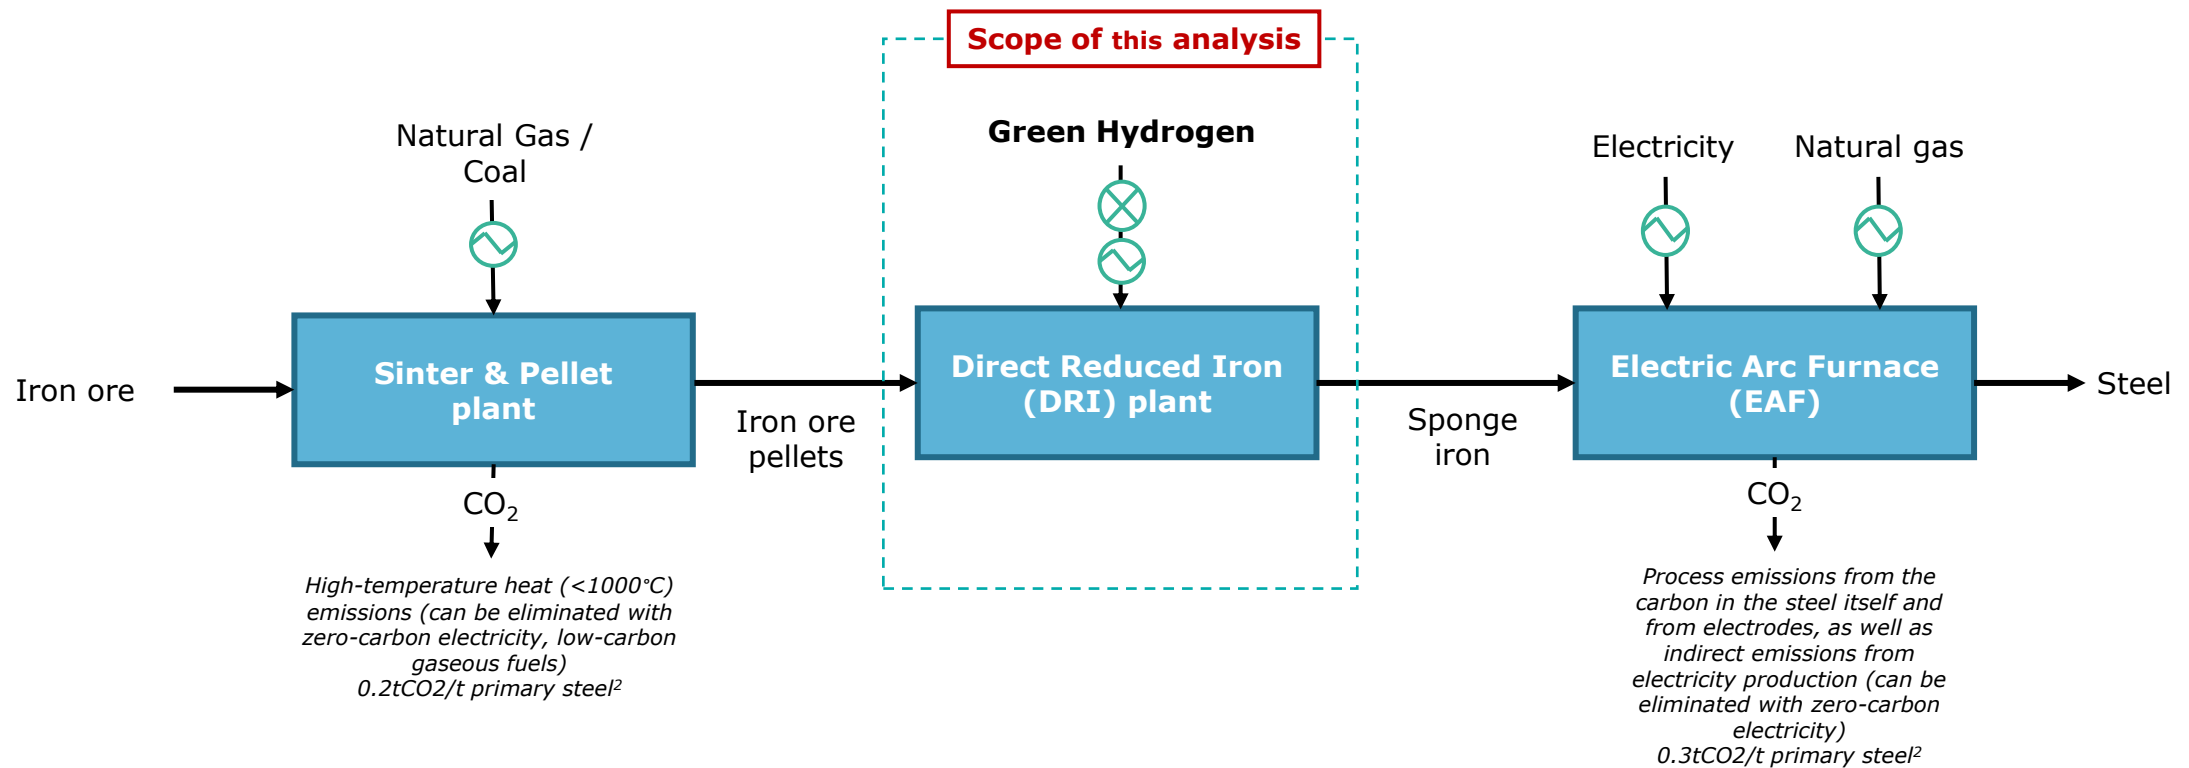 Scope of this analysis
Natural Gas /
Coal
Green Hydrogen
Electricity
Natural gas
Iron ore
Sinter & Pellet
plant
Iron ore
pellets
Direct Reduced Iron
(DRI) plant
Sponge
iron
Electric Arc Furnace
(EAF)
Steel
CO₂
High-temperature heat (<1000°C)
emissions (can be eliminated with
zero-carbon electricity, low-carbon
gaseous fuels)
0.2tCO2/t primary steel²
CO₂
Process emissions from the
carbon in the steel itself and
from electrodes, as well as
indirect emissions from
electricity production (can be
eliminated with zero-carbon
electricity)
0.3tCO2/t primary steel²